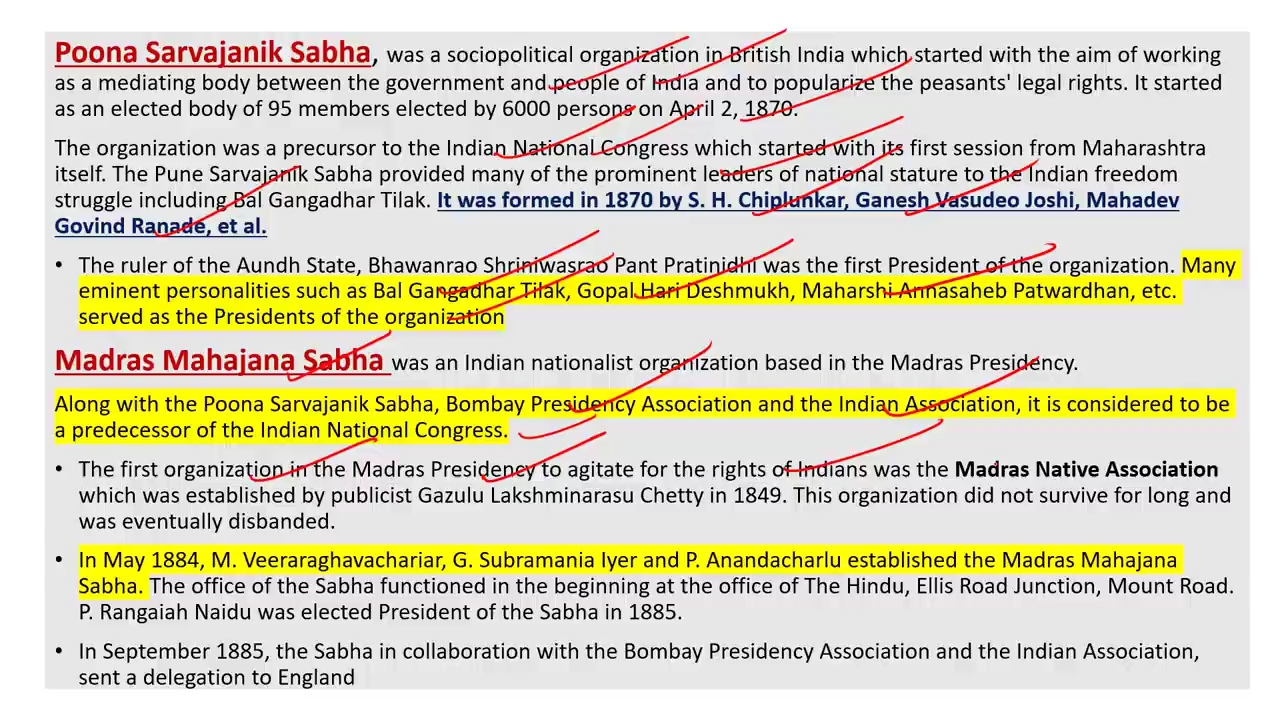 Poona Sarvajanik Sabha, was a sociopolitical organization in British India which started with the aim of working
as a mediating body between the government and people of India and to popularize the peasants' legal rights. It started
as an elected body of 95 members elected by 6000 persons on April 2, 1870.
The organization was a precursor to the Indian National Congress which started with its first session from Maharashtra
itself. The Pune Sarvajanik Sabha provided many of the prominent leaders of national stature to the Indian freedom
struggle including Bal Gangadhar Tilak. It was formed in 1870 by S. H. Chiplunkar, Ganesh Vasudeo Joshi, Mahadev
Govind Ranade, et al.
• The ruler of the Aundh State, Bhawanrao Shriniwasrao Pant Pratinidhi was the first President of the organization. Many
eminent personalities such as Bal Gangadhar Tilak, Gopal Hari Deshmukh, Maharshi Annasaheb Patwardhan, etc.
served as the Presidents of the organization
Madras Mahajana Sabha was an Indian nationalist organization based in the Madras Presidency.
Along with the Poona Sarvajanik Sabha, Bombay Presidency Association and the Indian Association, it is considered to be
a predecessor of the Indian National Congress.
• The first organization in the Madras Presidency to agitate for the rights of Indians was the Madras Native Association
which was established by publicist Gazulu Lakshminarasu Chetty in 1849. This organization did not survive for long and
was eventually disbanded.
• In May 1884, M. Veeraraghavachariar, G. Subramania Iyer and P. Anandacharlu established the Madras Mahajana
Sabha. The office of the Sabha functioned in the beginning at the office of The Hindu, Ellis Road Junction, Mount Road.
P. Rangaiah Naidu was elected President of the Sabha in 1885.
• In September 1885, the Sabha in collaboration with the Bombay Presidency Association and the Indian Association,
sent a delegation to England